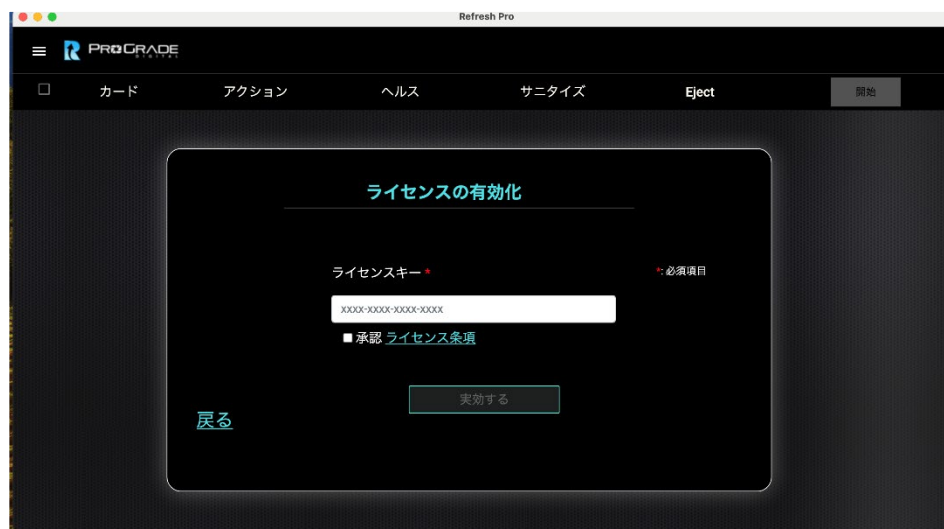 Refresh Pro
PROGRADE
DIGITAL
カード アクション ヘルス サニタイズ Eject 開始
ライセンスの有効化
ライセンスキー * *: 必須項目
xxxx-xxxx-xxxx-xxxx
承認 ライセンス条項
実効する
戻る